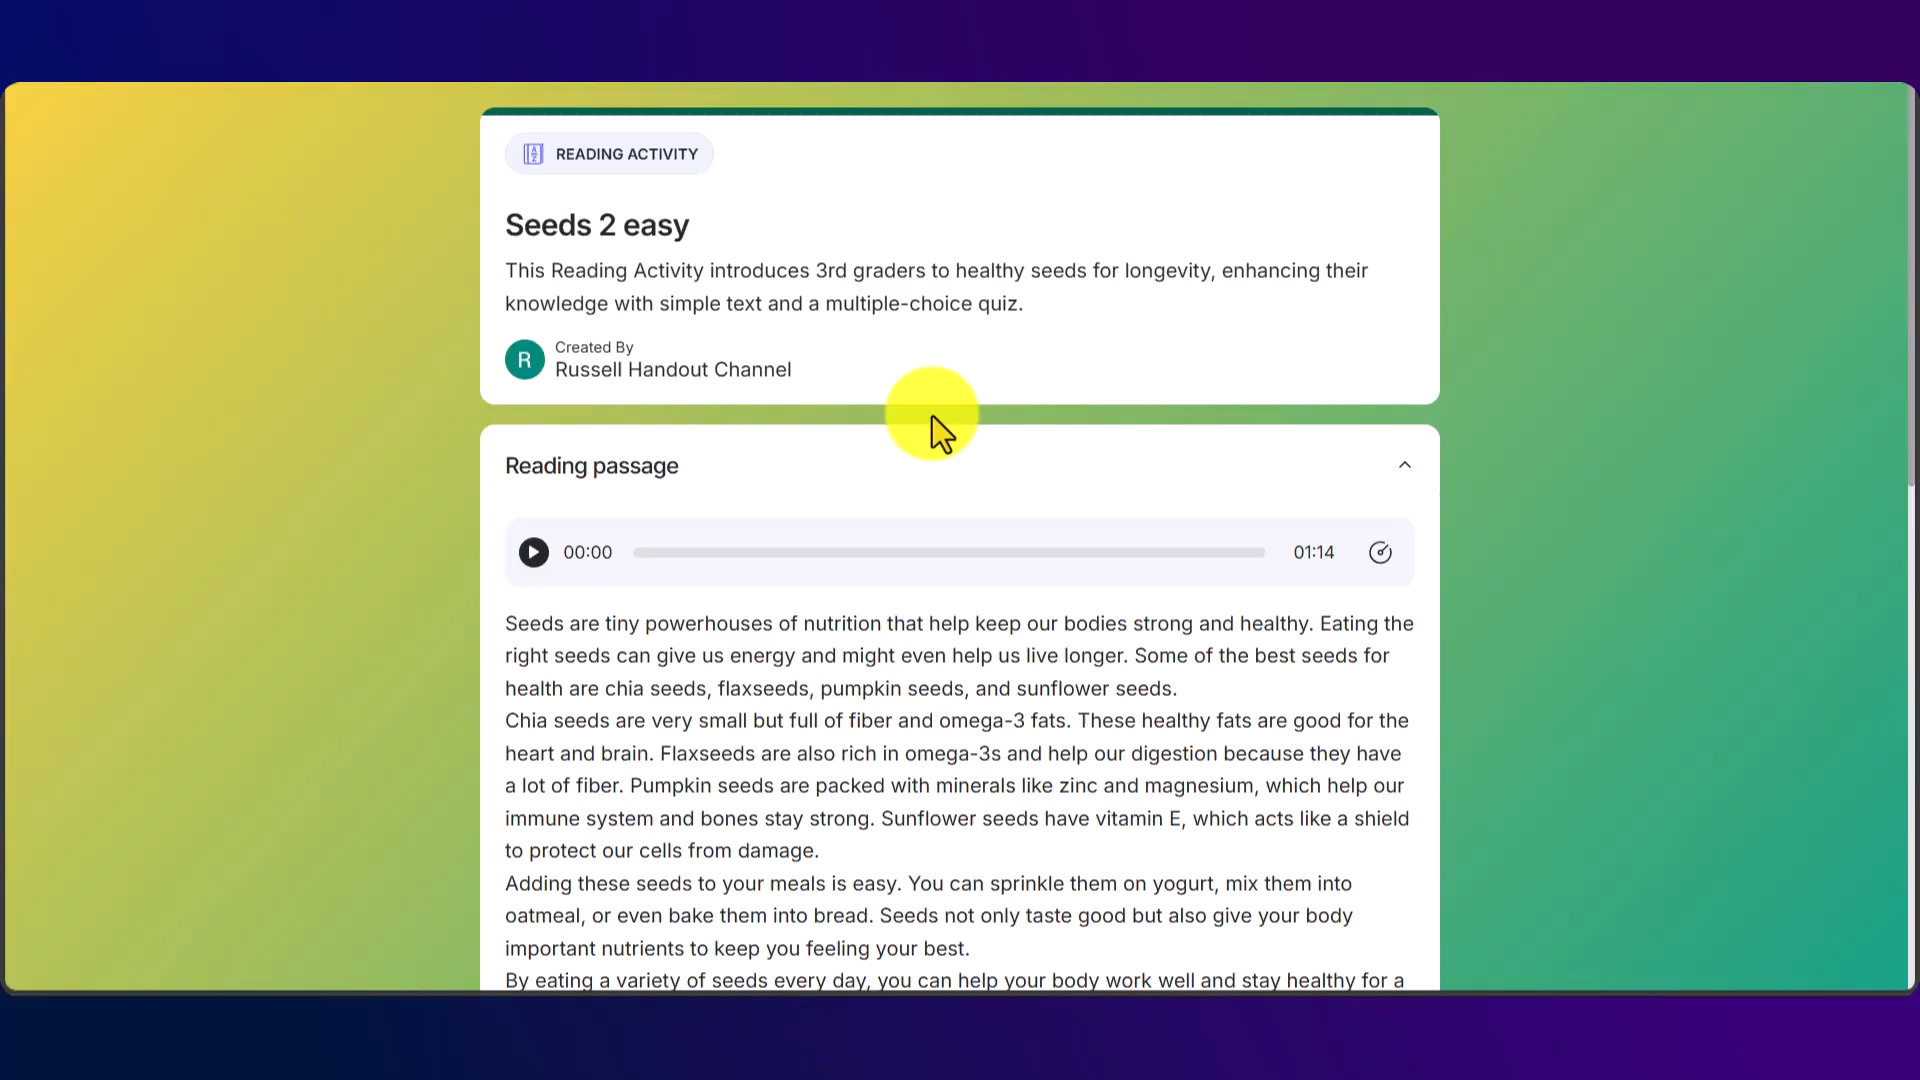 READING ACTIVITY
Seeds 2 easy
This Reading Activity introduces 3rd graders to healthy seeds for longevity, enhancing their
knowledge with simple text and a multiple-choice quiz.
R
Created By
Russell Handout Channel
Reading passage
00:00
01:14
Seeds are tiny powerhouses of nutrition that help keep our bodies strong and healthy. Eating the
right seeds can give us energy and might even help us live longer. Some of the best seeds for
health are chia seeds, flaxseeds, pumpkin seeds, and sunflower seeds.
Chia seeds are very small but full of fiber and omega-3 fats. These healthy fats are good for the
heart and brain. Flaxseeds are also rich in omega-3s and help our digestion because they have
a lot of fiber. Pumpkin seeds are packed with minerals like zinc and magnesium, which help our
immune system and bones stay strong. Sunflower seeds have vitamin E, which acts like a shield
to protect our cells from damage.
Adding these seeds to your meals is easy. You can sprinkle them on yogurt, mix them into
oatmeal, or even bake them into bread. Seeds not only taste good but also give your body
important nutrients to keep you feeling your best.
By eating a variety of seeds every day, you can help your body work well and stay healthy for a